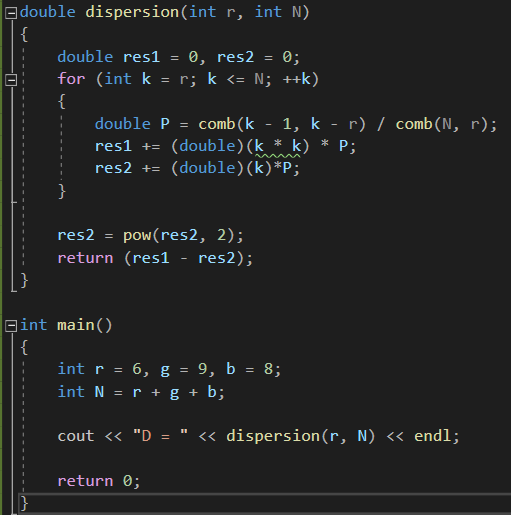 double dispersion(int r, int N)
{
    double res1 = 0, res2 = 0;
    for (int k = r; k <= N; ++k)
    {
        double P = comb(k - 1, k - r) / comb(N, r);
        res1 += (double)(k * k) * P;
        res2 += (double)(k)*P;
    }

    res2 = pow(res2, 2);
    return (res1 - res2);
}

int main()
{
    int r = 6, g = 9, b = 8;
    int N = r + g + b;

    cout << "D = " << dispersion(r, N) << endl;

    return 0;
}